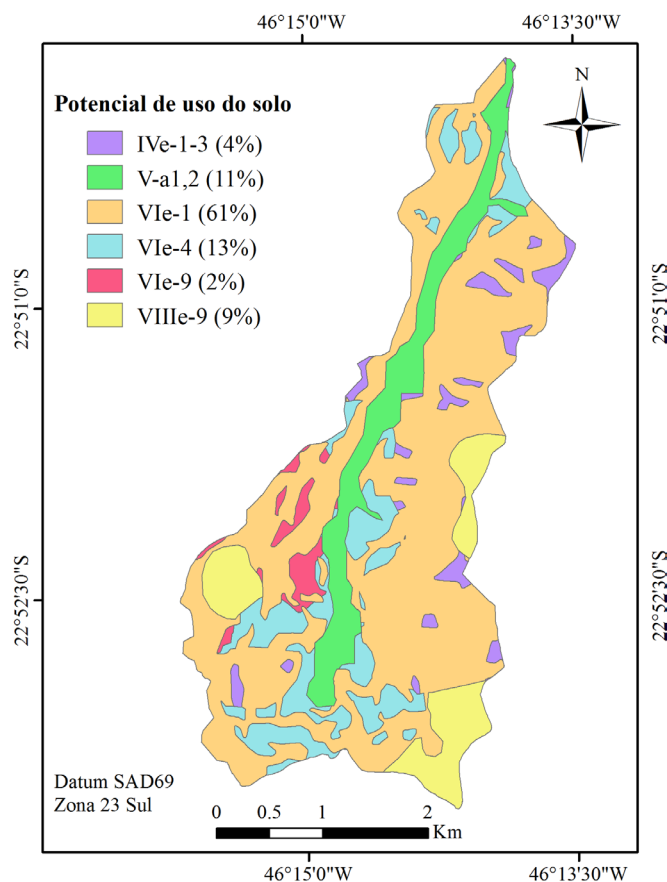 46°15'0"W 46°13'30"W
N
Potencial de uso do solo
IVe-1-3 (4%)
V-a1,2 (11%)
VIe-1 (61%)
VIe-4 (13%)
VIe-9 (2%)
VIIIe-9 (9%)
22°51'0"S 22°51'0"S
22°52'30"S 22°52'30"S
Datum SAD69
Zona 23 Sul
0 0.5 1 2
Km
46°15'0"W 46°13'30"W